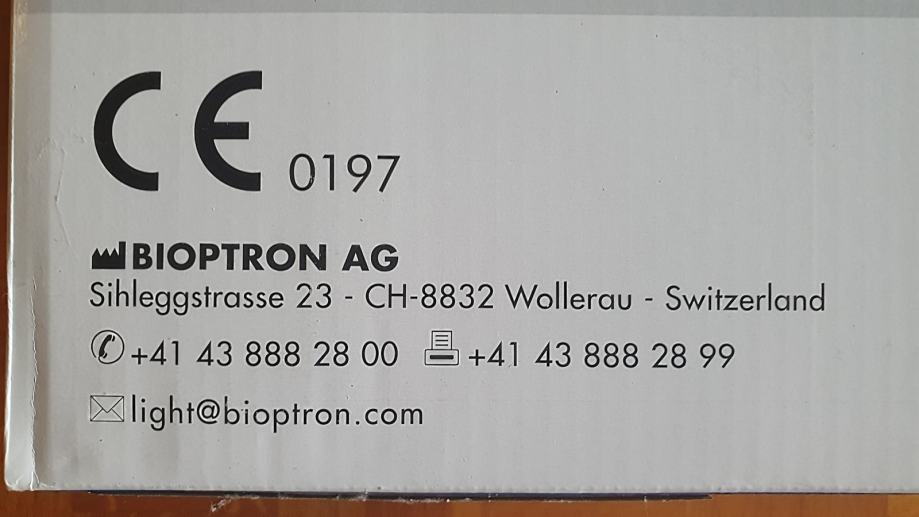 CE 0197
BIOPTRON AG
Sihleggstrasse 23 - CH-8832 Wollerau - Switzerland
+41 43 888 28 00 +41 43 888 28 99
light@bioptron.com